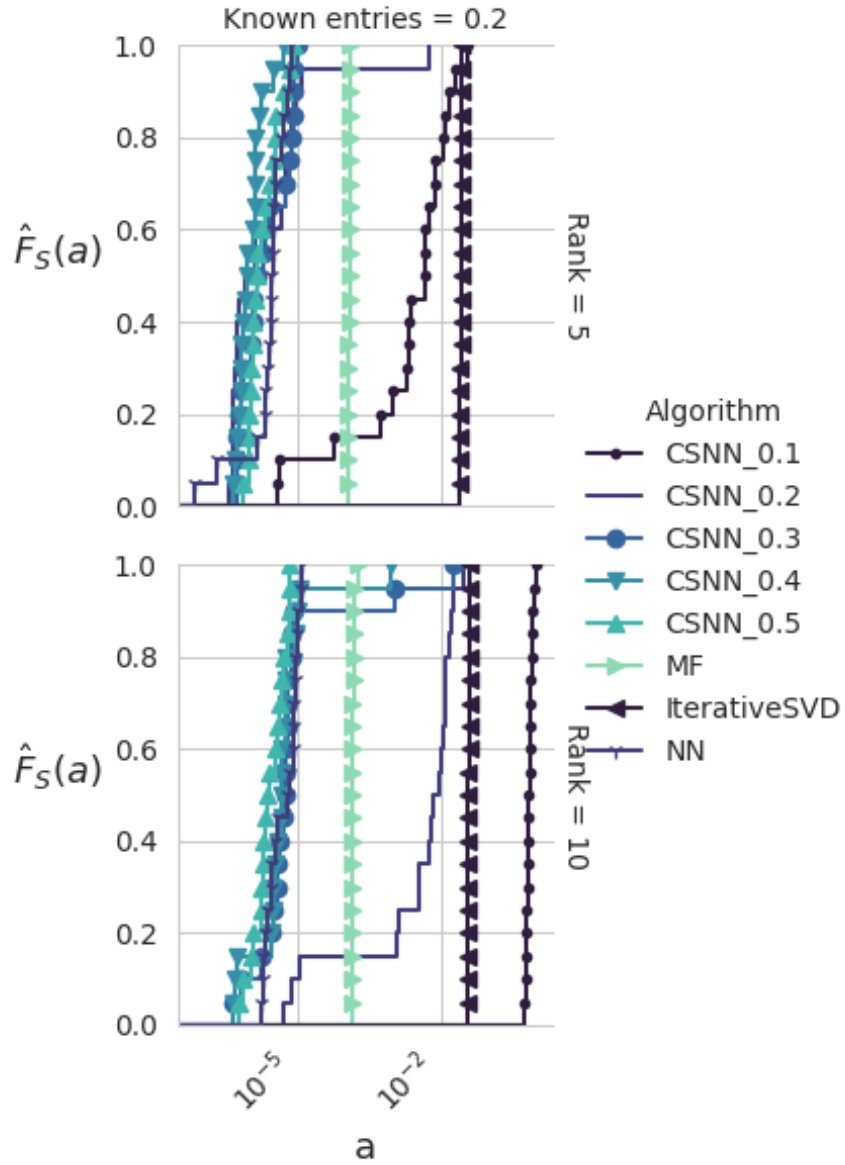 Known entries = 0.2
1.0
0.8
0.6
0.4
0.2
0.0
F̂_S(a)
Rank = 5
1.0
0.8
0.6
0.4
0.2
0.0
F̂_S(a)
Rank = 10
10⁻⁵
10⁻²
a
Algorithm
CSNN_0.1
CSNN_0.2
CSNN_0.3
CSNN_0.4
CSNN_0.5
MF
IterativeSVD
NN